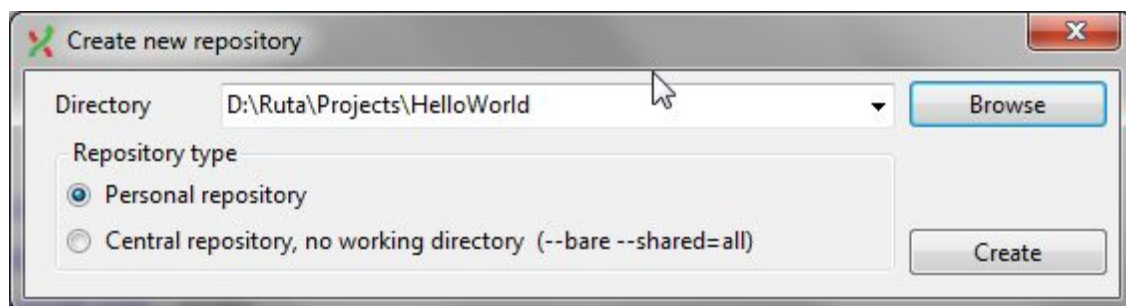 Create new repository
Directory D:\Ruta\Projects\HelloWorld Browse
Repository type
Personal repository
Central repository, no working directory (--bare --shared=all)
Create